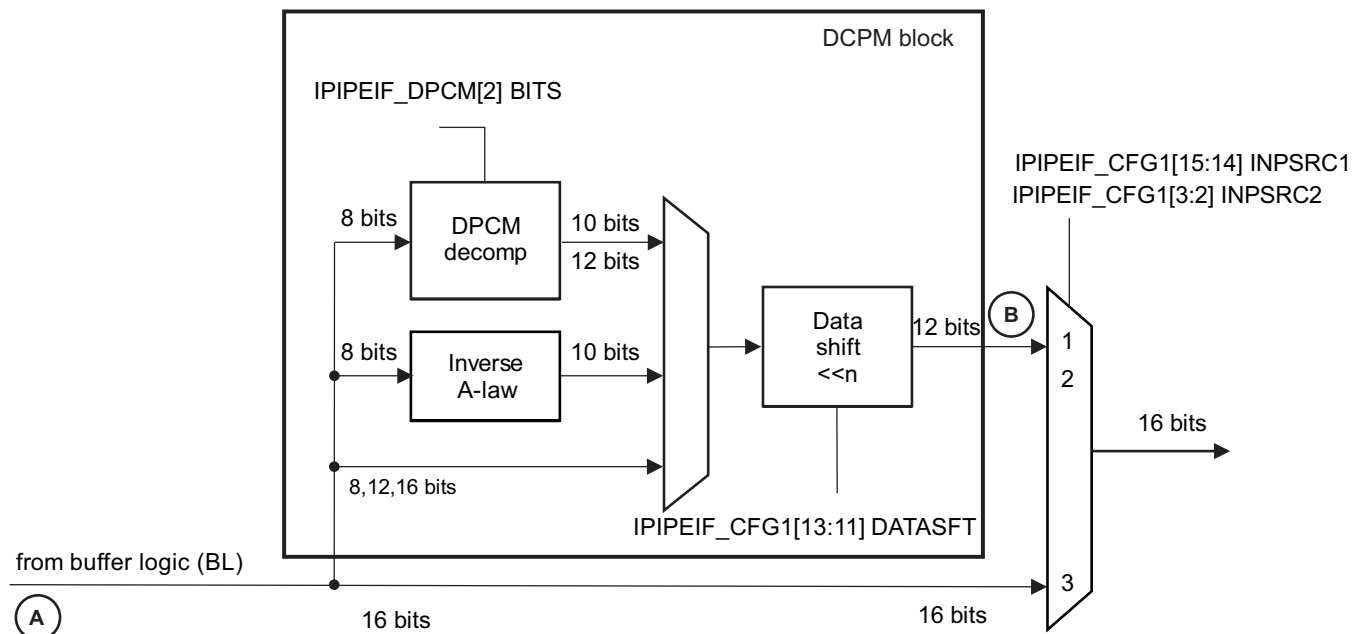 DCPM block
IPIPEIF_DPCM[2] BITS
IPIPEIF_CFG1[15:14] INPSRC1
IPIPEIF_CFG1[3:2] INPSRC2
8 bits
DPCM
decomp
10 bits
12 bits
8 bits
Inverse
A-law
10 bits
Data
shift
<<n
12 bits
B
1
2
16 bits
8,12,16 bits
IPIPEIF_CFG1[13:11] DATASFT
from buffer logic (BL)
3
A
16 bits
16 bits